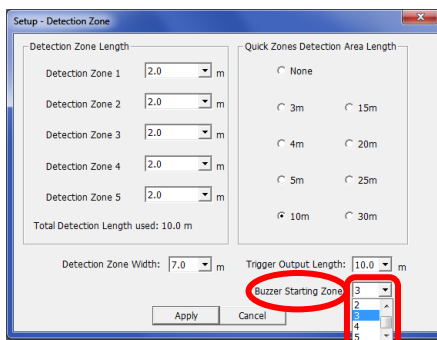 Setup - Detection Zone
Detection Zone Length
Detection Zone 1 2.0 m
Detection Zone 2 2.0 m
Detection Zone 3 2.0 m
Detection Zone 4 2.0 m
Detection Zone 5 2.0 m
Total Detection Length used: 10.0 m
Quick Zones Detection Area Length
None
3m 15m
4m 20m
5m 25m
10m 30m
Detection Zone Width: 7.0 m Trigger Output Length: 10.0 m
Buzzer Starting Zone 3
2
3
4
5
Apply Cancel